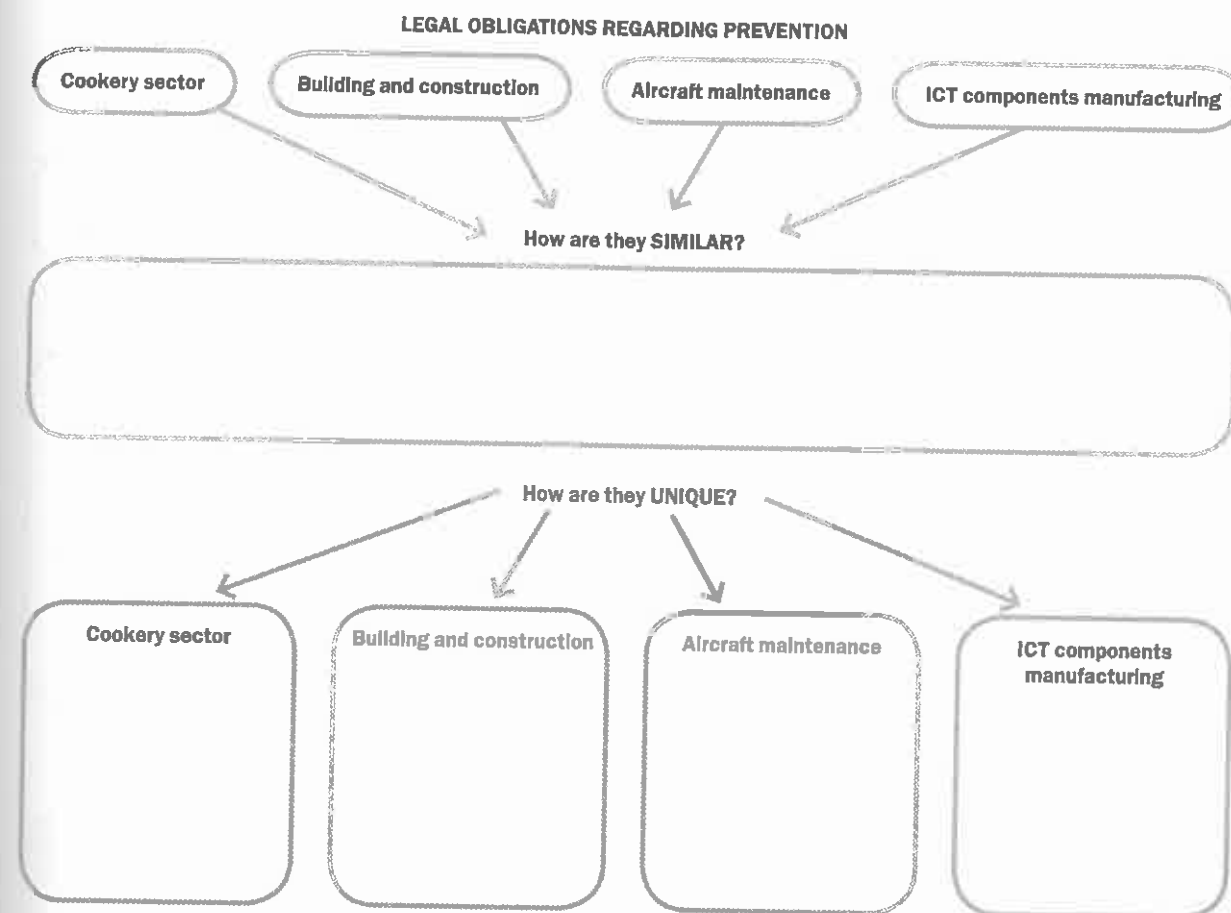 LEGAL OBLIGATIONS REGARDING PREVENTION
Cookery sector
Building and construction
Aircraft maintenance
ICT components manufacturing
How are they SIMILAR?
How are they UNIQUE?
Cookery sector
Building and construction
Aircraft maintenance
ICT components
manufacturing